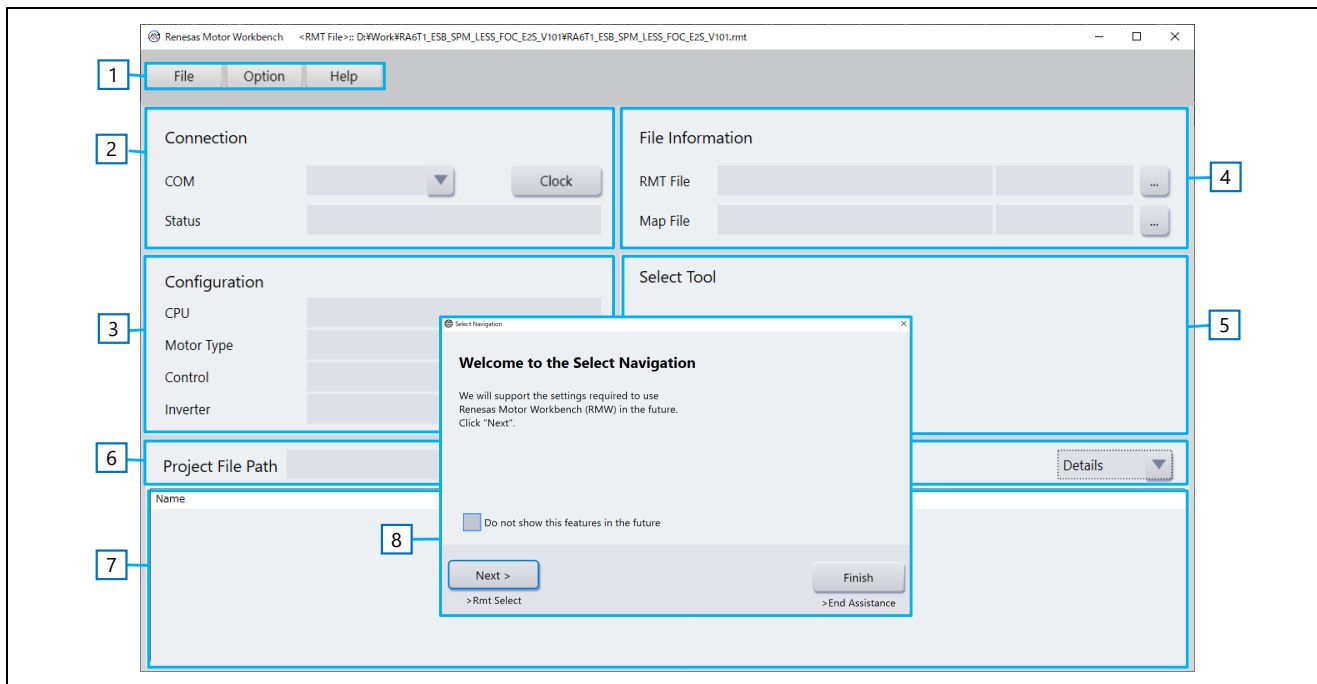 Renesas Motor Workbench <RMT File>:: D:¥Work¥RA6T1_ESB_SPM_LESS_FOC_E2S_V101¥RA6T1_ESB_SPM_LESS_FOC_E2S_V101.rmt
1
File Option Help
2
Connection
COM
Clock
Status
File Information
RMT File
...
Map File
...
4
3
Configuration
CPU
Motor Type
Control
Inverter
Select Tool
5
6
Project File Path
Details
7
Name
8
Select Navigation
Welcome to the Select Navigation
We will support the settings required to use
Renesas Motor Workbench (RMW) in the future.
Click "Next".
Do not show this features in the future
Next >
>Rmt Select
Finish
>End Assistance